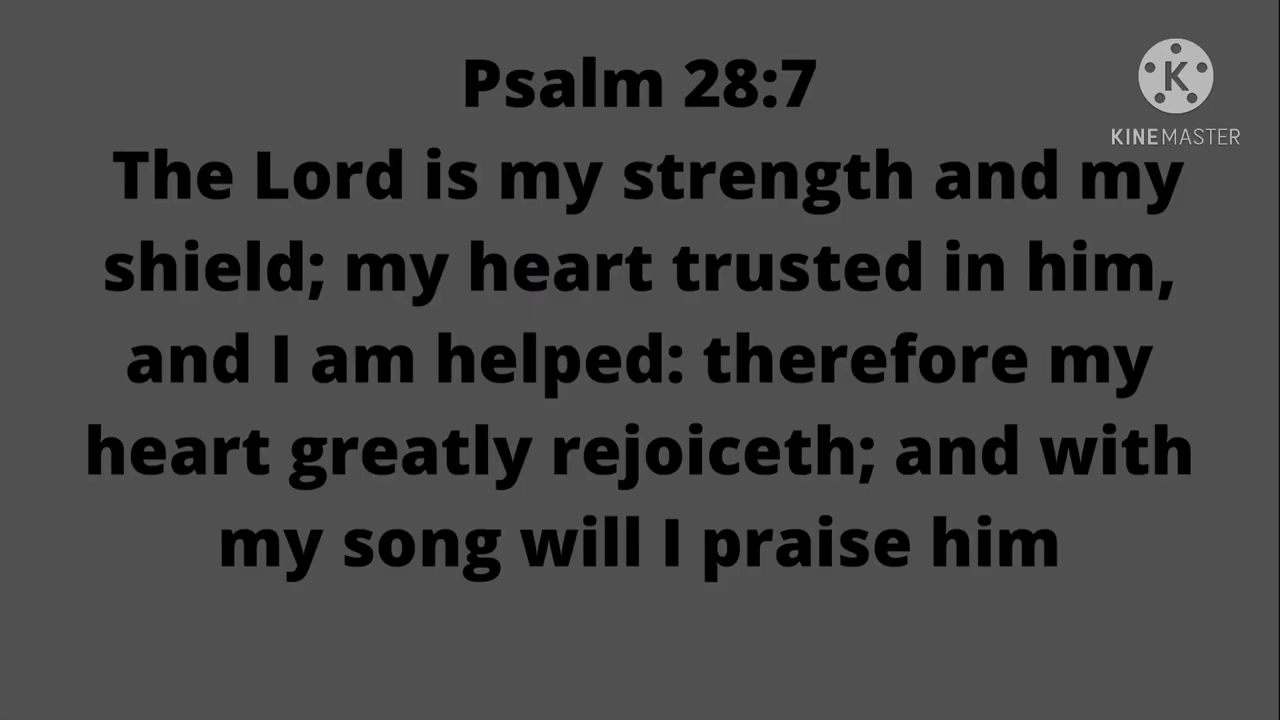 Psalm 28:7
The Lord is my strength and my
shield; my heart trusted in him,
and I am helped: therefore my
heart greatly rejoiceth; and with
my song will I praise him
K
KINEMASTER